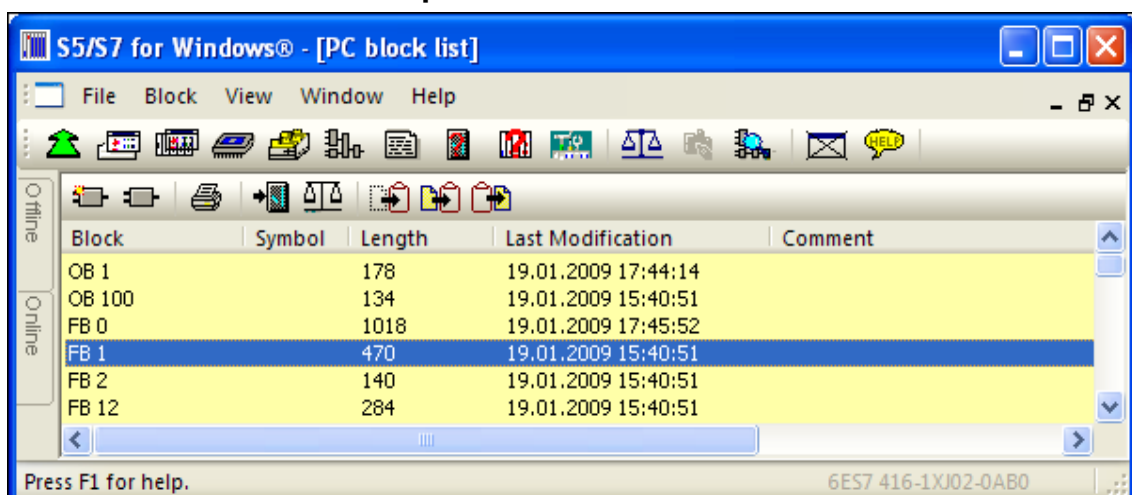 S5/S7 for Windows® - [PC block list]
File Block View Window Help
HELP
Offline
Online
Block Symbol Length Last Modification Comment
OB 1 178 19.01.2009 17:44:14
OB 100 134 19.01.2009 15:40:51
FB 0 1018 19.01.2009 17:45:52
FB 1 470 19.01.2009 15:40:51
FB 2 140 19.01.2009 15:40:51
FB 12 284 19.01.2009 15:40:51
Press F1 for help. 6ES7 416-1XJ02-0AB0